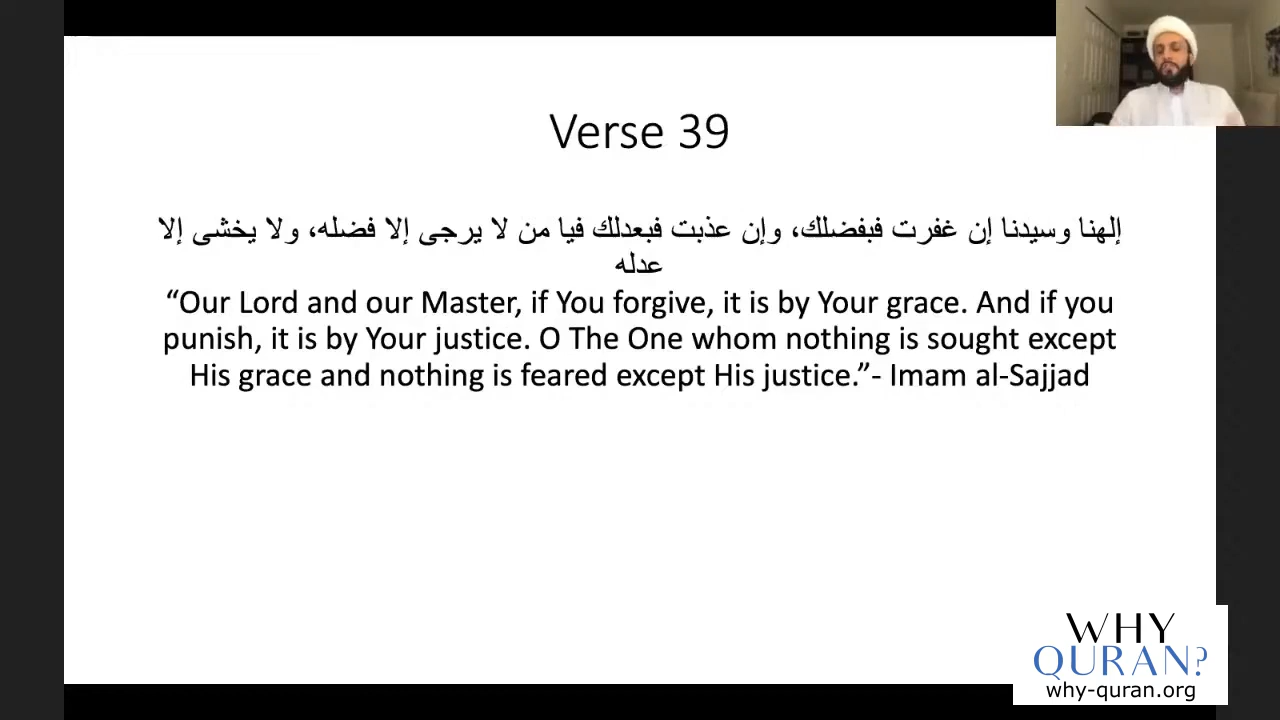 Verse 39
إلهنا وسيدنا إن غفرت فبفضلك، وإن عذبت فبعدلك فيا من لا يرجى إلا فضله، ولا يخشى إلا
عدله
“Our Lord and our Master, if You forgive, it is by Your grace. And if you
punish, it is by Your justice. O The One whom nothing is sought except
His grace and nothing is feared except His justice.”- Imam al-Sajjad
WHY
QURAN?
why-quran.org